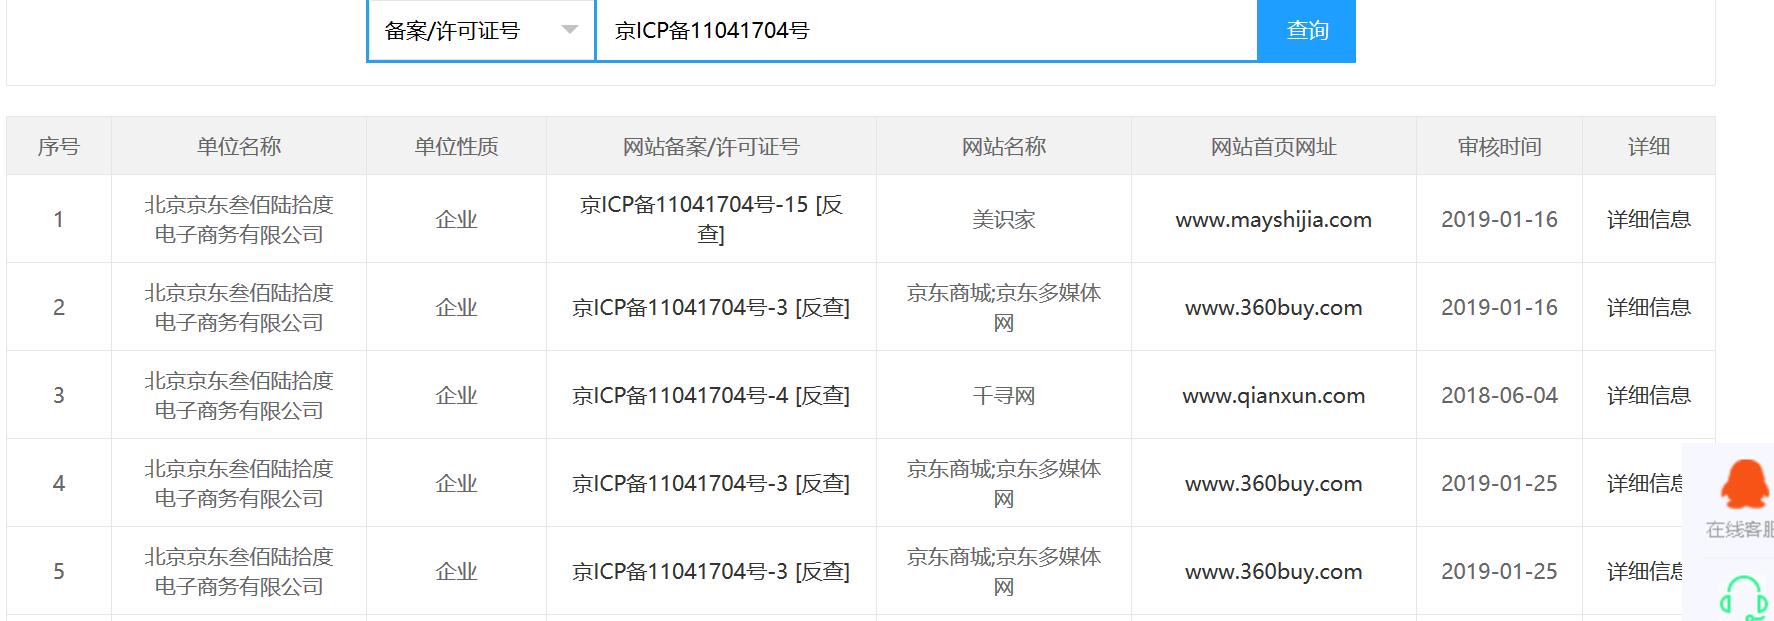 备案/许可证号 京ICP备11041704号 查询
序号 单位名称 单位性质 网站备案/许可证号 网站名称 网站首页网址 审核时间 详细
1 北京京东叁佰陆拾度 企业 京ICP备11041704号-15 [反 美识家 www.mayshijia.com 2019-01-16 详细信息
电子商务有限公司 查]
2 北京京东叁佰陆拾度 企业 京ICP备11041704号-3 [反查] 京东商城;京东多媒体 www.360buy.com 2019-01-16 详细信息
电子商务有限公司 网
3 北京京东叁佰陆拾度 企业 京ICP备11041704号-4 [反查] 千寻网 www.qianxun.com 2018-06-04 详细信息
电子商务有限公司
4 北京京东叁佰陆拾度 企业 京ICP备11041704号-3 [反查] 京东商城;京东多媒体 www.360buy.com 2019-01-25 详细信息
电子商务有限公司 网
在线客服
5 北京京东叁佰陆拾度 企业 京ICP备11041704号-3 [反查] 京东商城;京东多媒体 www.360buy.com 2019-01-25 详细信息
电子商务有限公司 网